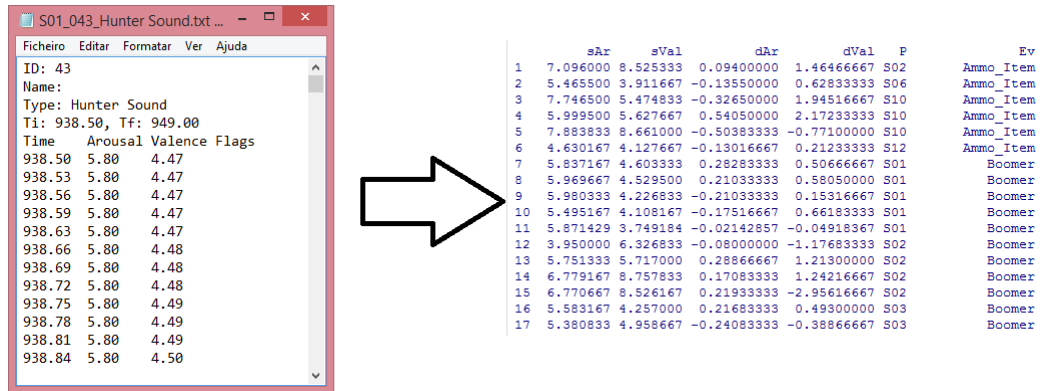 S01_043_Hunter Sound.txt ...
Ficheiro Editar Formatar Ver Ajuda
ID: 43
Name:
Type: Hunter Sound
Ti: 938.50, Tf: 949.00
Time Arousal Valence Flags
938.50 5.80 4.47
938.53 5.80 4.47
938.56 5.80 4.47
938.59 5.80 4.47
938.63 5.80 4.47
938.66 5.80 4.48
938.69 5.80 4.48
938.72 5.80 4.48
938.75 5.80 4.49
938.78 5.80 4.49
938.81 5.80 4.49
938.84 5.80 4.50
sAr sVal dAr dVal P Ev
1 7.096000 8.525333 0.09400000 1.46466667 S02 Ammo_Item
2 5.465500 3.911667 -0.13550000 0.62833333 S06 Ammo_Item
3 7.746500 5.474833 -0.32650000 1.94516667 S10 Ammo_Item
4 5.999500 5.627667 0.54050000 2.17233333 S10 Ammo_Item
5 7.883833 8.661000 -0.50383333 -0.77100000 S10 Ammo_Item
6 4.630167 4.127667 -0.13016667 0.21233333 S12 Ammo_Item
7 5.837167 4.603333 0.28283333 0.50666667 S01 Boomer
8 5.969667 4.529500 0.21033333 0.58050000 S01 Boomer
9 5.980333 4.226833 -0.21033333 0.15316667 S01 Boomer
10 5.495167 4.108167 -0.17516667 0.66183333 S01 Boomer
11 5.871429 3.749184 -0.02142857 -0.04918367 S01 Boomer
12 3.950000 6.326833 -0.08000000 -1.17683333 S02 Boomer
13 5.751333 5.717000 0.28866667 1.21300000 S02 Boomer
14 6.779167 8.757833 0.17083333 1.24216667 S02 Boomer
15 6.770667 8.526167 0.21933333 -2.95616667 S02 Boomer
16 5.583167 4.257000 0.21683333 0.49300000 S03 Boomer
17 5.380833 4.958667 -0.24083333 -0.38866667 S03 Boomer